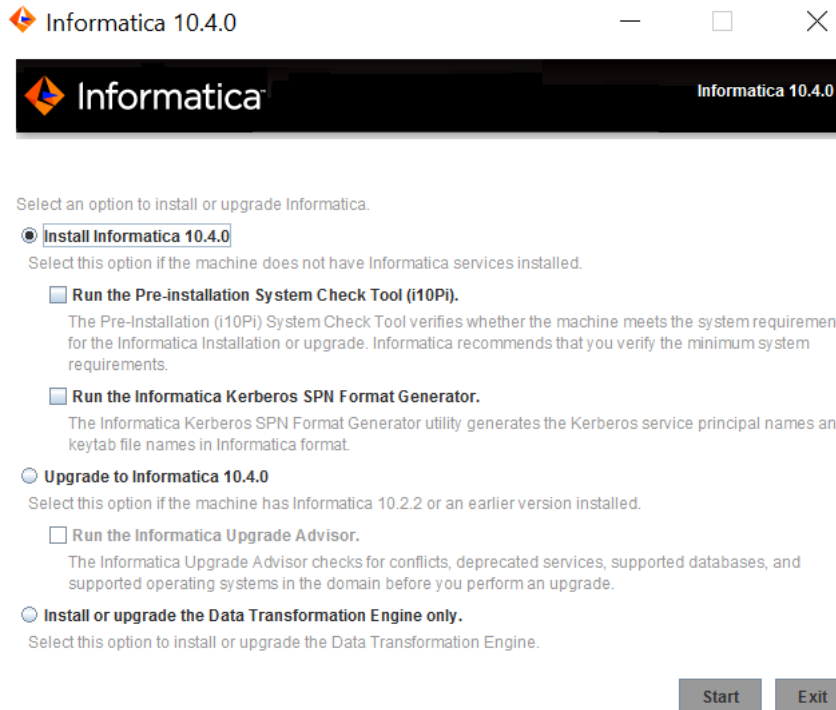 Informatica 10.4.0
Informatica
Informatica 10.4.0
Select an option to install or upgrade Informatica.
Install Informatica 10.4.0
Select this option if the machine does not have Informatica services installed.
Run the Pre-installation System Check Tool (i10Pi).
The Pre-Installation (i10Pi) System Check Tool verifies whether the machine meets the system requiremen
for the Informatica Installation or upgrade. Informatica recommends that you verify the minimum system
requirements.
Run the Informatica Kerberos SPN Format Generator.
The Informatica Kerberos SPN Format Generator utility generates the Kerberos service principal names an
keytab file names in Informatica format.
Upgrade to Informatica 10.4.0
Select this option if the machine has Informatica 10.2.2 or an earlier version installed.
Run the Informatica Upgrade Advisor.
The Informatica Upgrade Advisor checks for conflicts, deprecated services, supported databases, and
supported operating systems in the domain before you perform an upgrade.
Install or upgrade the Data Transformation Engine only.
Select this option to install or upgrade the Data Transformation Engine.
Start Exit